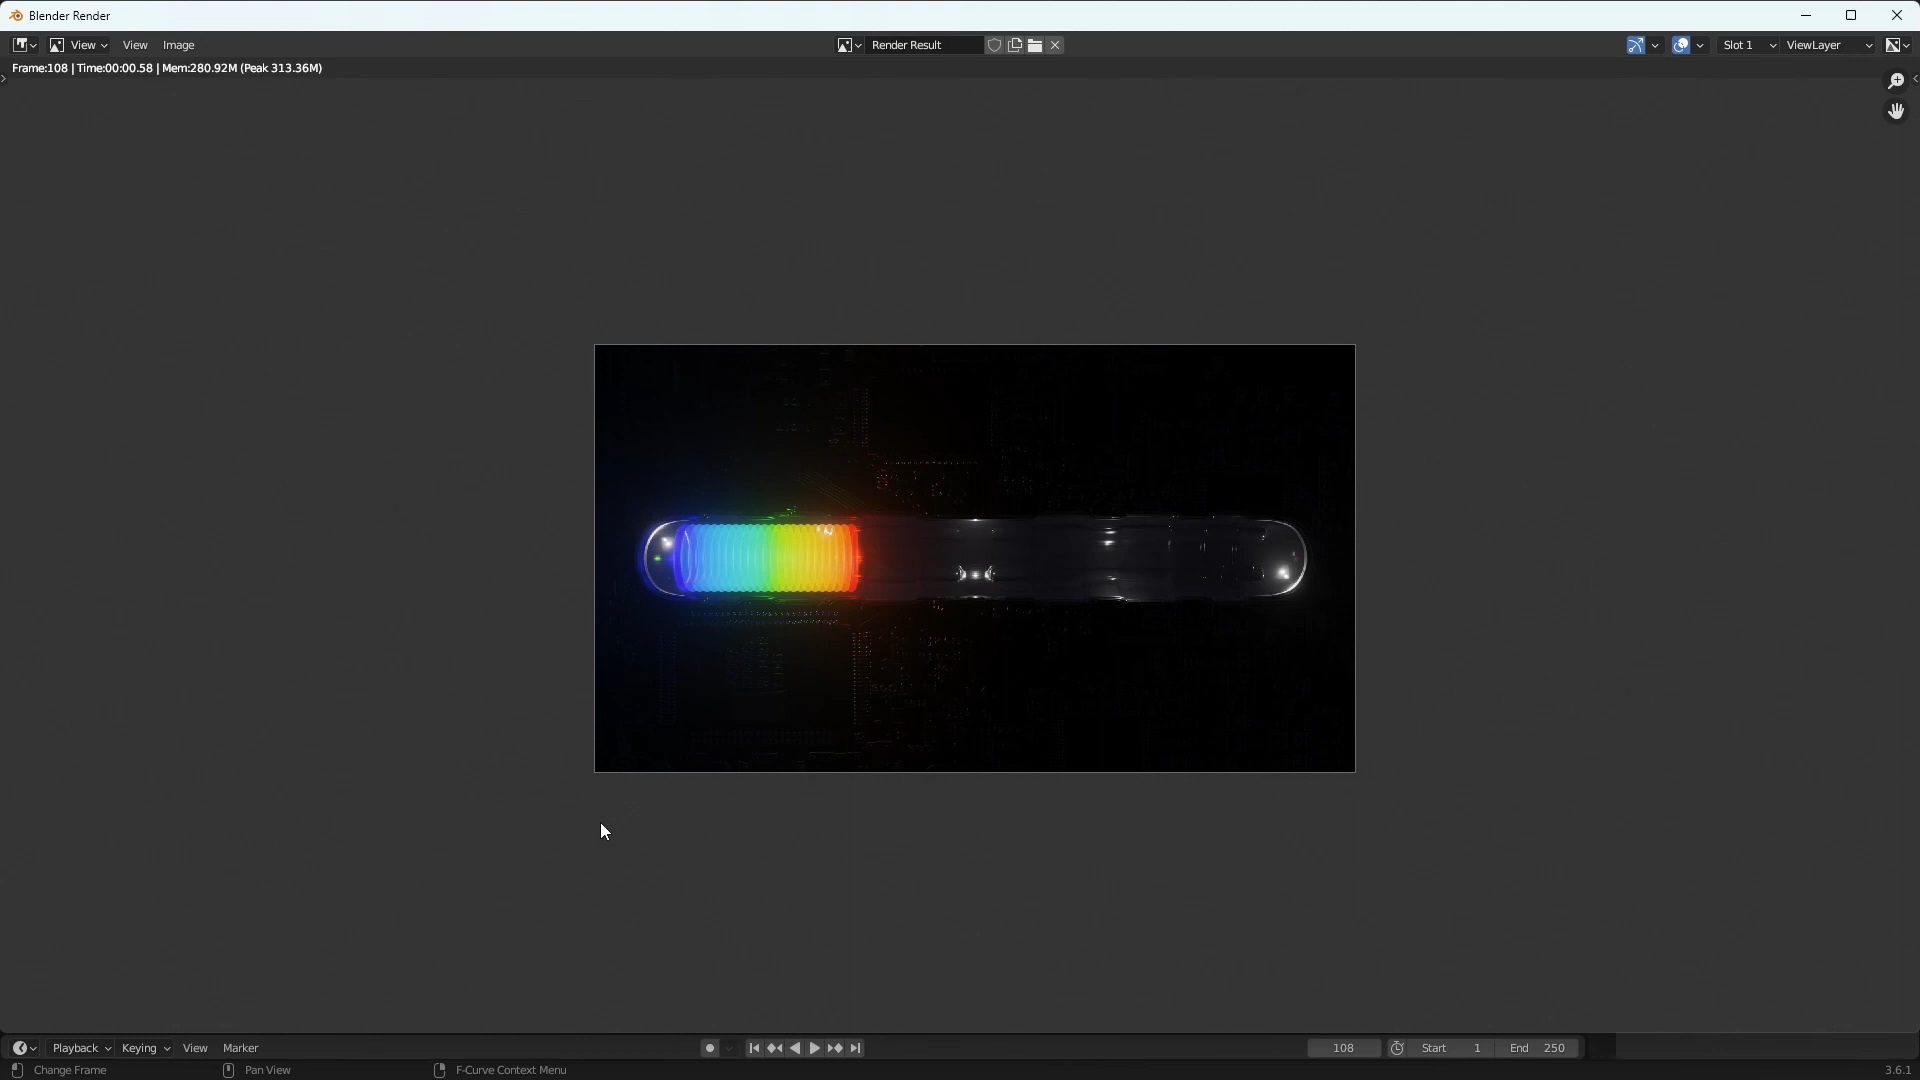 Blender Render
View View Image Render Result Slot 1 ViewLayer
Frame:108 | Time:00:00.58 | Mem:280.92M (Peak 313.36M)
Playback Keying View Marker 108 Start 1 End 250
Change Frame Pan View F-Curve Context Menu 3.6.1